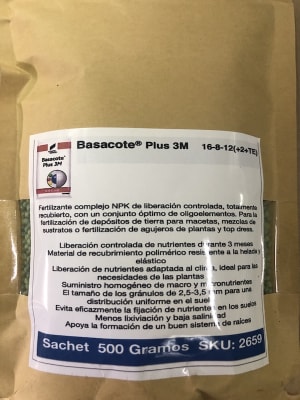 Basacote® Plus 3M 16-8-12(+2+TE)
Basacote®
Plus 3M
Fertilizante complejo NPK de liberación controlada, totalmente
recubierto, con un conjunto óptimo de oligoelementos. Para la
fertilización de depósitos de tierra para macetas, mezclas de
sustratos o fertilización de agujeros de plantas y top dress.
Liberación controlada de nutrientes durante 3 meses
Material de recubrimiento polimérico resistente a la helada y
elástico
Liberación de nutrientes adaptada al clima, ideal para las
necesidades de las plantas
Suministro homogéneo de macro y micronutrientes
El tamaño de los gránulos de 2,5-3,5 mm para una
distribución uniforme en el suelo
Evita eficazmente la fijación de nutrientes en los suelos
Menos lixiviación y baja salinidad
Apoya la formación de un buen sistema de raíces
Sachet 500 Gramos SKU: 2659